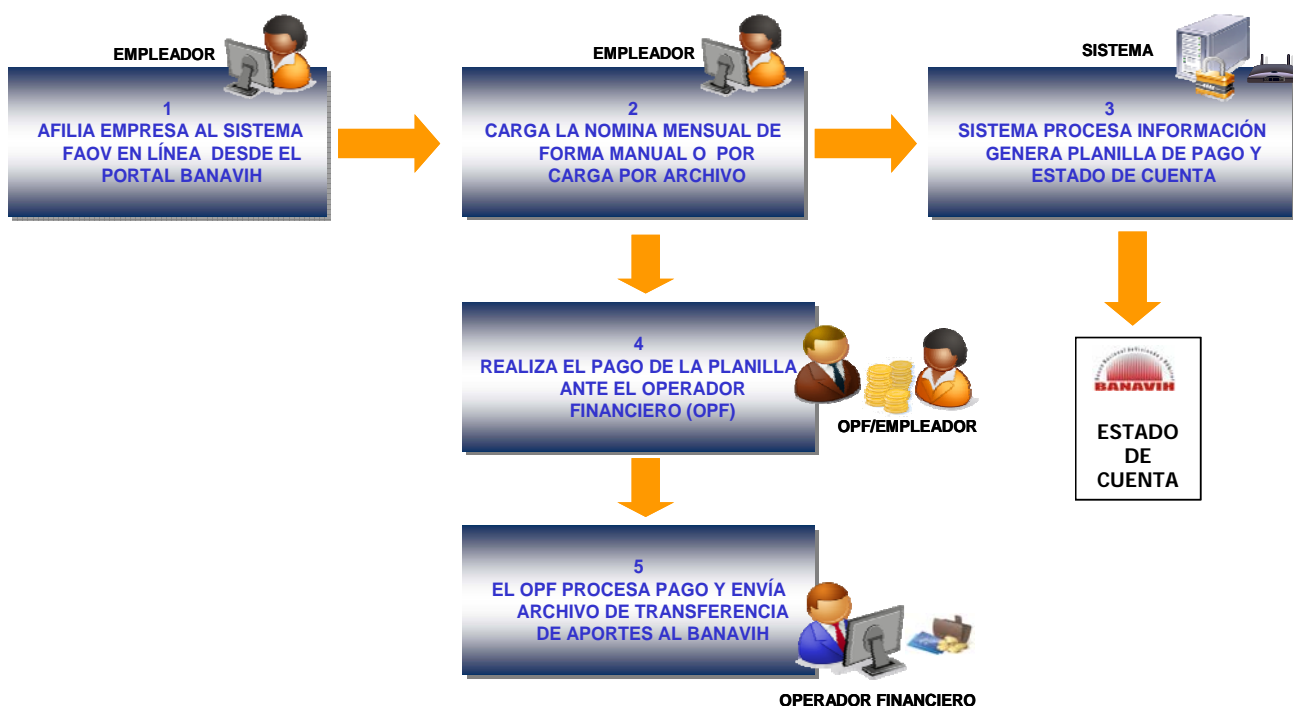 EMPLEADOR
1
AFILIA EMPRESA AL SISTEMA
FAOV EN LÍNEA DESDE EL
PORTAL BANAVIH
EMPLEADOR
2
CARGA LA NOMINA MENSUAL DE
FORMA MANUAL O POR
CARGA POR ARCHIVO
SISTEMA
3
SISTEMA PROCESA INFORMACIÓN
GENERA PLANILLA DE PAGO Y
ESTADO DE CUENTA
4
REALIZA EL PAGO DE LA PLANILLA
ANTE EL OPERADOR
FINANCIERO (OPF)
OPF/EMPLEADOR
BANAVIH
ESTADO
DE
CUENTA
5
EL OPF PROCESA PAGO Y ENVÍA
ARCHIVO DE TRANSFERENCIA
DE APORTES AL BANAVIH
OPERADOR FINANCIERO